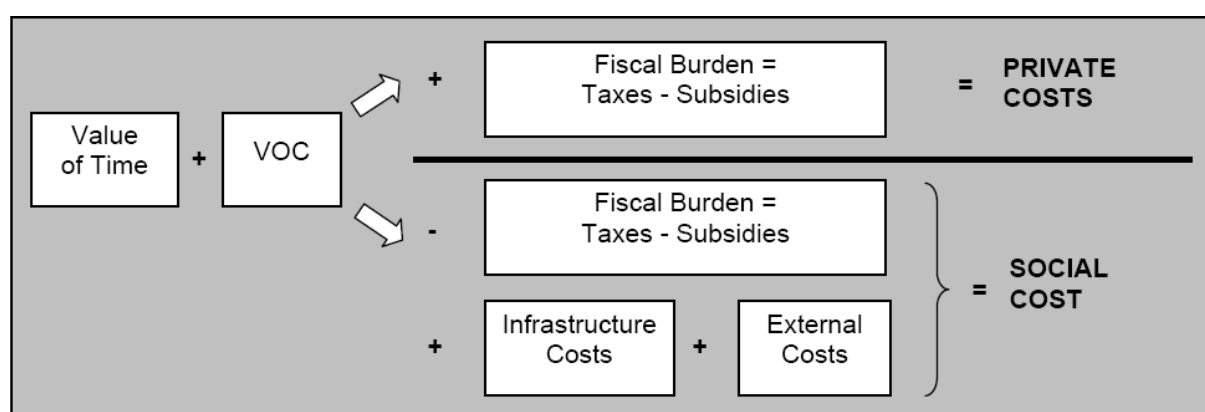 Value
of Time
+
VOC
+
Fiscal Burden =
Taxes - Subsidies
= PRIVATE
COSTS
-
Fiscal Burden =
Taxes - Subsidies
+
Infrastructure
Costs
+
External
Costs
= SOCIAL
COST